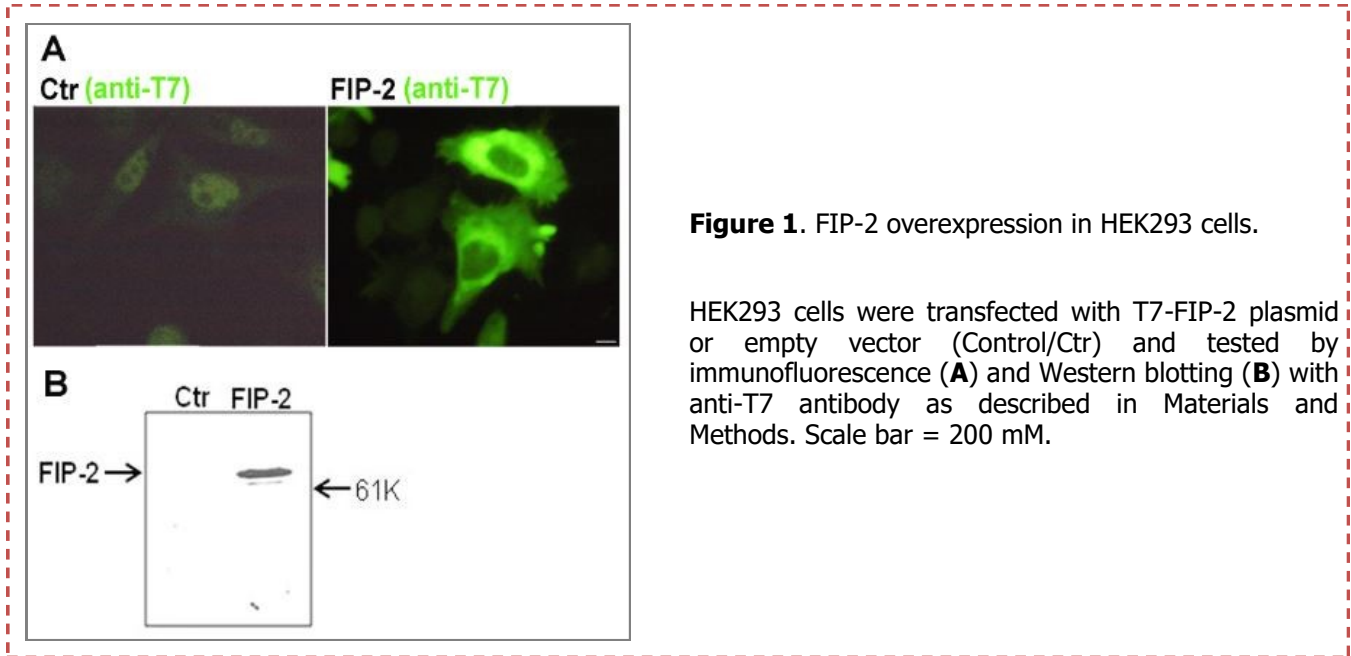 A
Ctr (anti-T7) FIP-2 (anti-T7)
B
Ctr FIP-2
FIP-2
61K
Figure 1. FIP-2 overexpression in HEK293 cells.
HEK293 cells were transfected with T7-FIP-2 plasmid
or empty vector (Control/Ctr) and tested by
immunofluorescence (A) and Western blotting (B) with
anti-T7 antibody as described in Materials and
Methods. Scale bar = 200 mM.